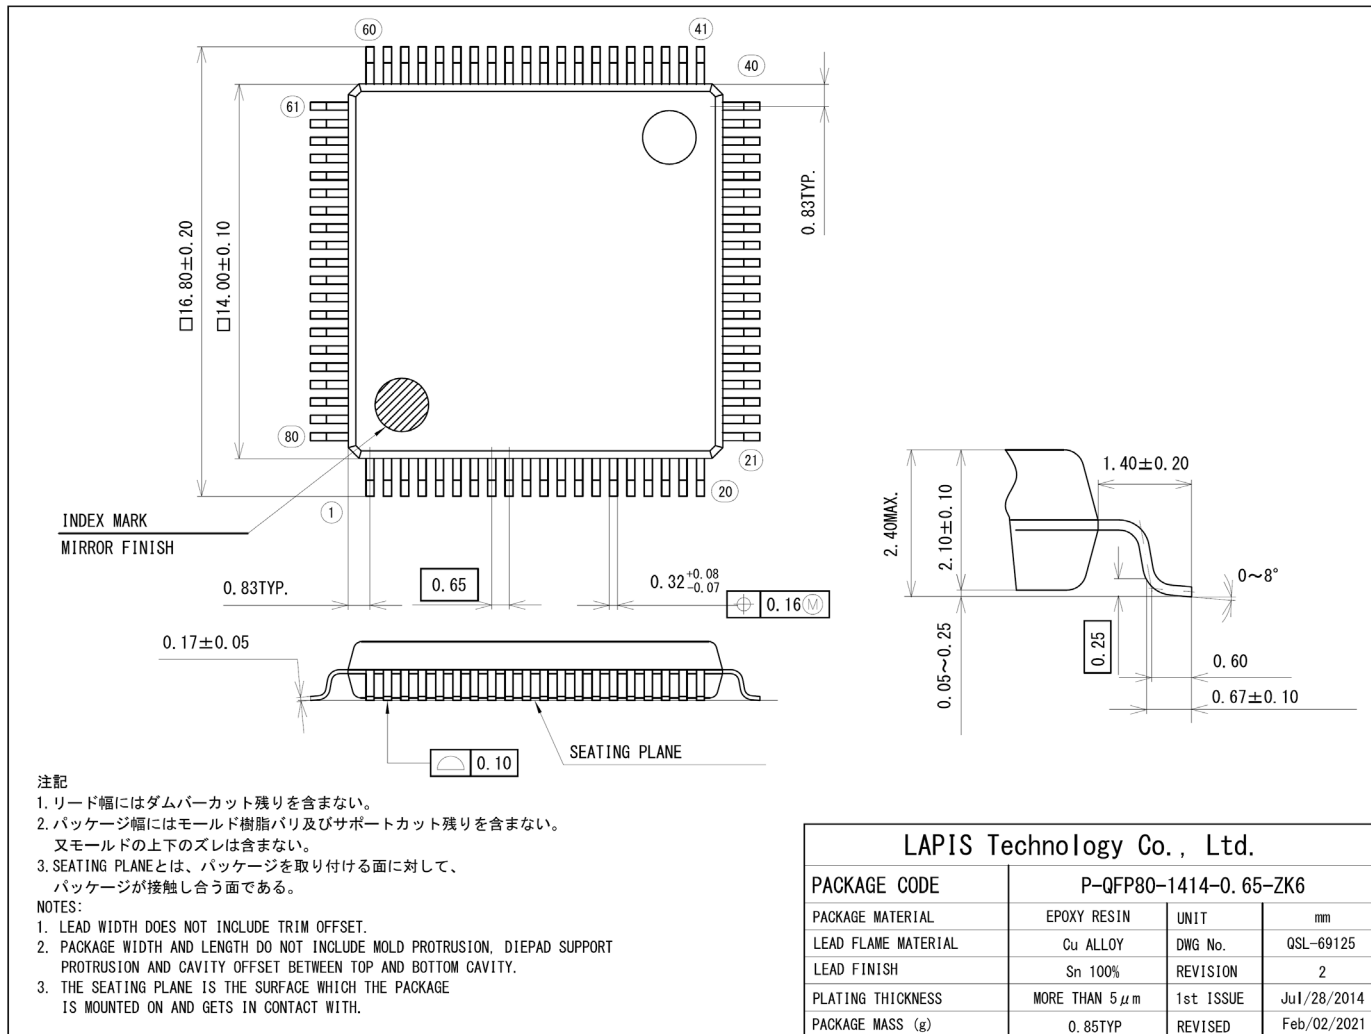 60
41
40
61
0.83TYP.
□16.80±0.20
□14.00±0.10
80
21
20
1
INDEX MARK
MIRROR FINISH
0.83TYP.
0.65
0.32 +0.08 -0.07
⌖ 0.16Ⓜ
0.17±0.05
SEATING PLANE
⌓ 0.10
2.40MAX.
2.10±0.10
1.40±0.20
0~8°
0.05~0.25
0.25
0.60
0.67±0.10
注記
1. リード幅にはダムバーカット残りを含まない。
2. パッケージ幅にはモールド樹脂バリ及びサポートカット残りを含まない。
又モールドの上下のズレは含まない。
3. SEATING PLANEとは、パッケージを取り付ける面に対して、
パッケージが接触し合う面である。
NOTES:
1. LEAD WIDTH DOES NOT INCLUDE TRIM OFFSET.
2. PACKAGE WIDTH AND LENGTH DO NOT INCLUDE MOLD PROTRUSION, DIEPAD SUPPORT
PROTRUSION AND CAVITY OFFSET BETWEEN TOP AND BOTTOM CAVITY.
3. THE SEATING PLANE IS THE SURFACE WHICH THE PACKAGE
IS MOUNTED ON AND GETS IN CONTACT WITH.
LAPIS Technology Co., Ltd.
PACKAGE CODE P-QFP80-1414-0.65-ZK6
PACKAGE MATERIAL EPOXY RESIN UNIT mm
LEAD FLAME MATERIAL Cu ALLOY DWG No. QSL-69125
LEAD FINISH Sn 100% REVISION 2
PLATING THICKNESS MORE THAN 5μm 1st ISSUE Jul/28/2014
PACKAGE MASS (g) 0.85TYP REVISED Feb/02/2021